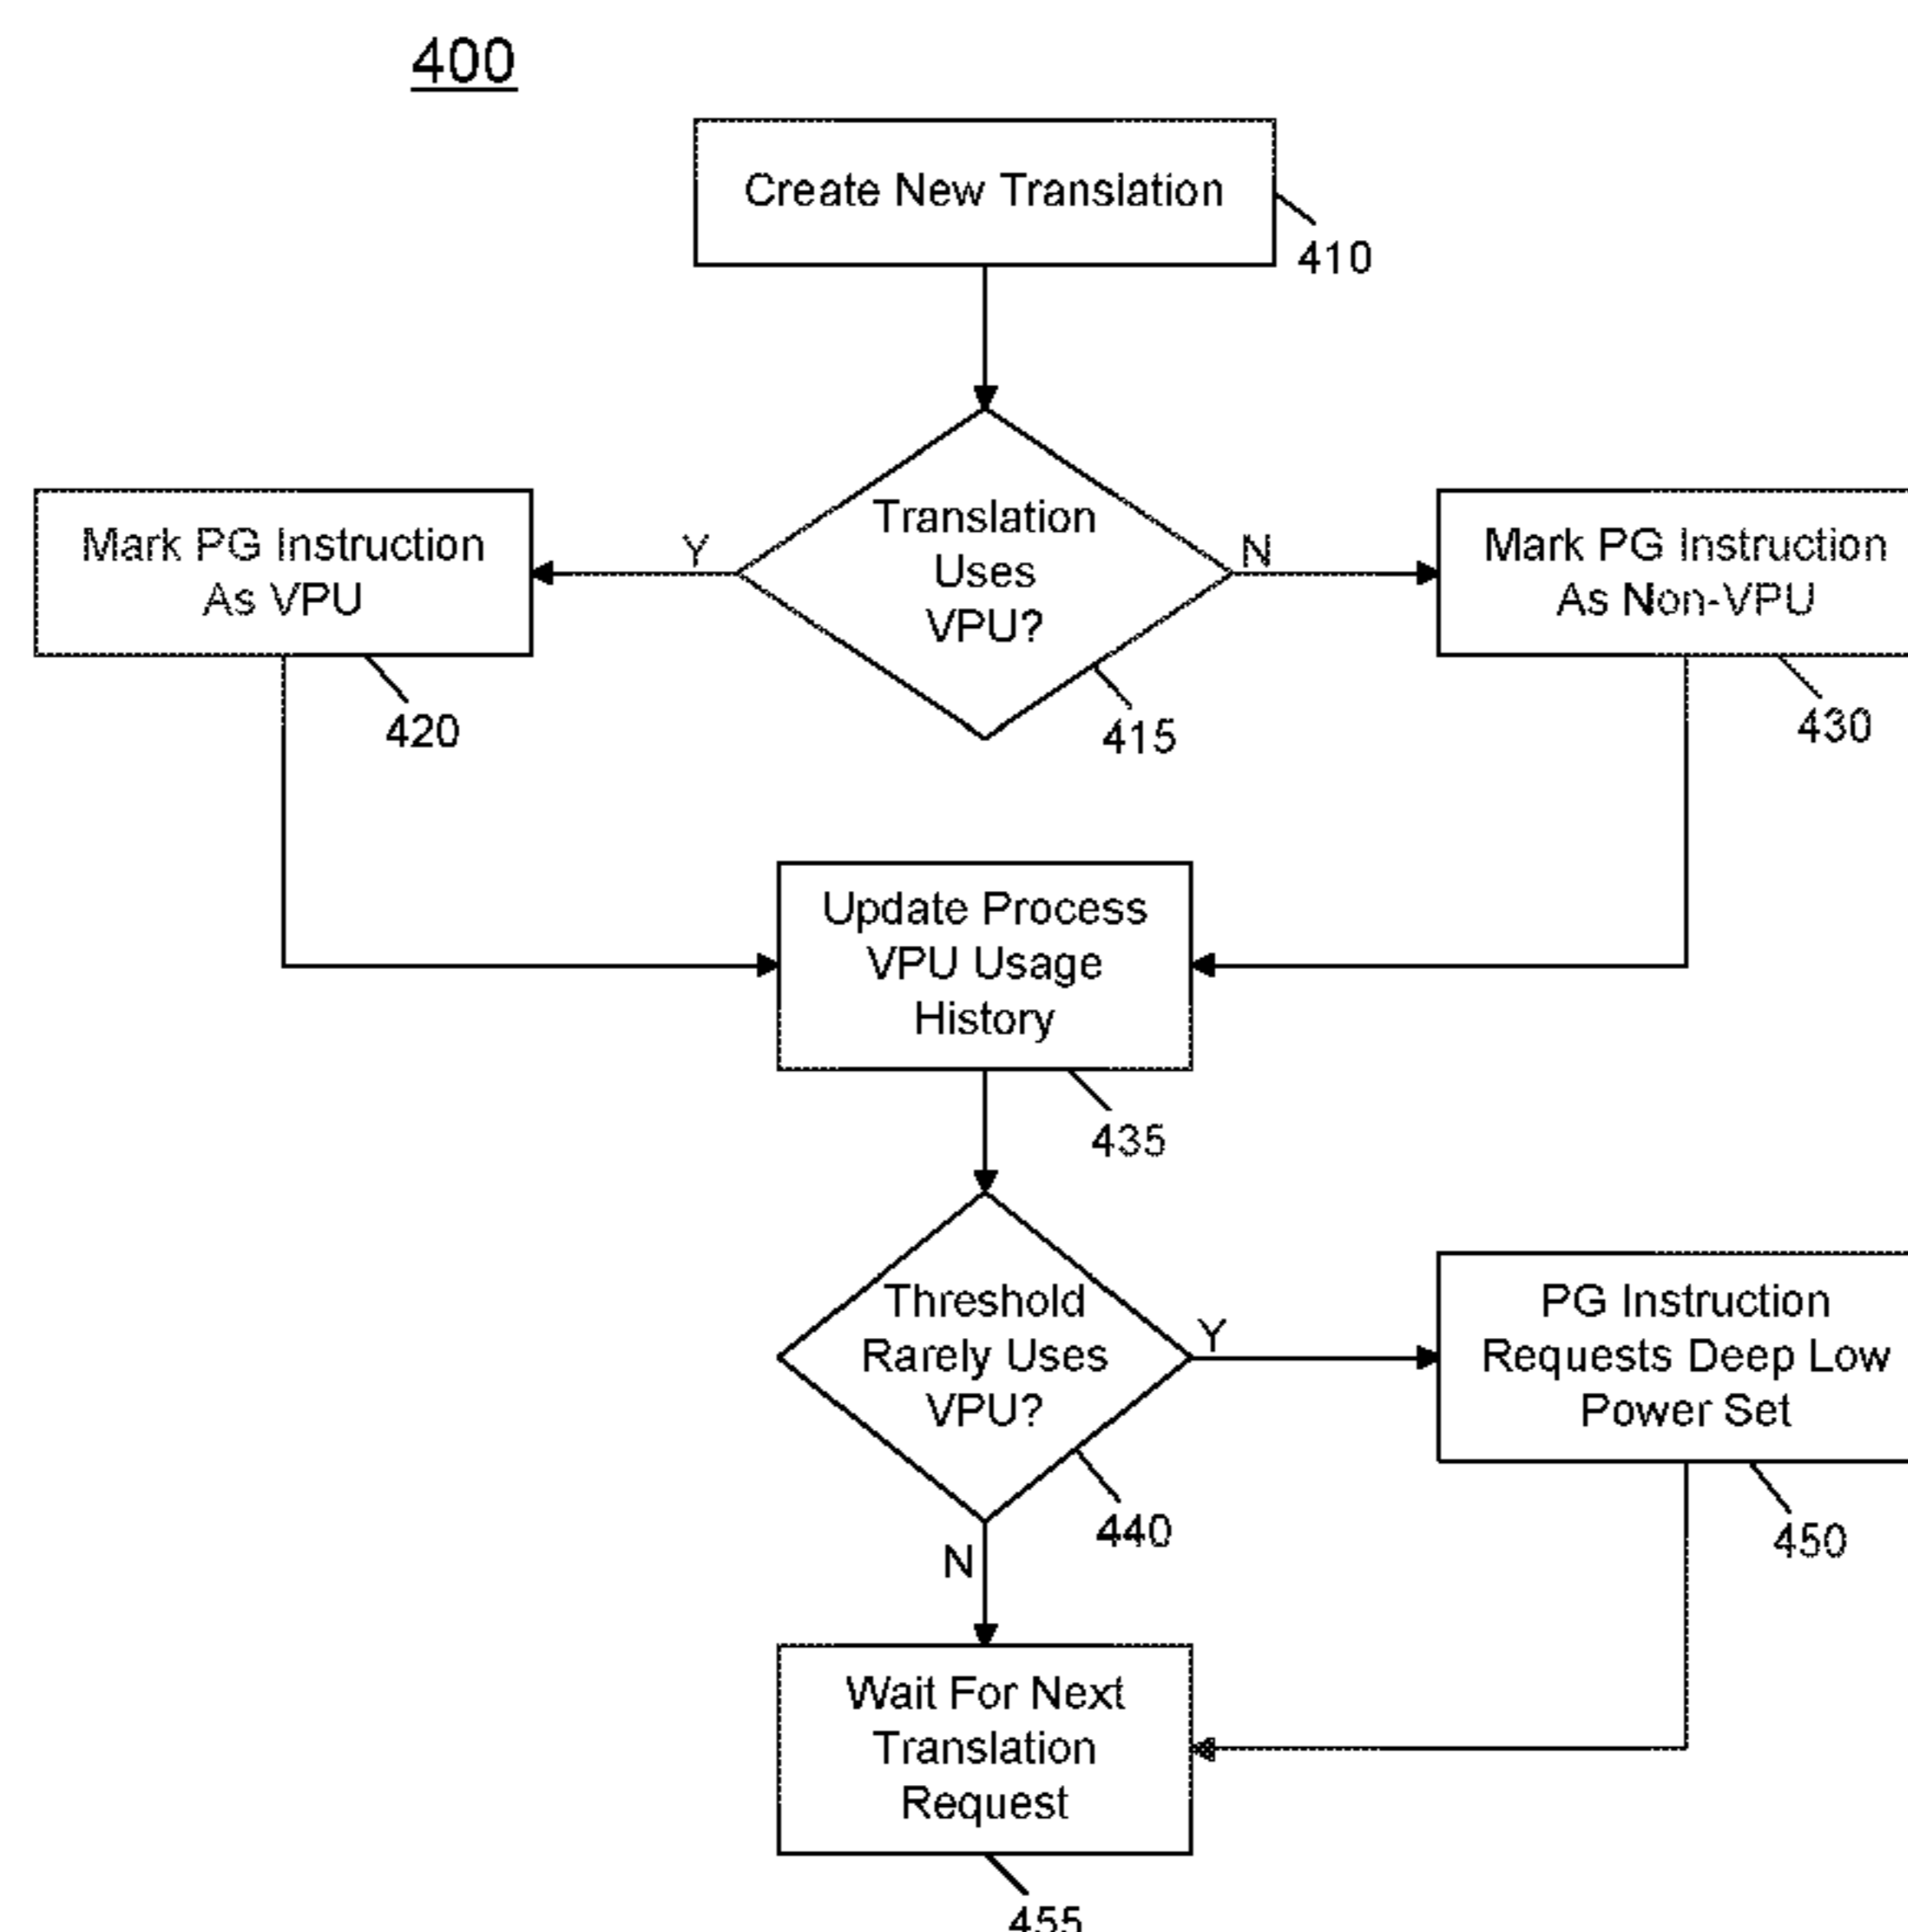 400
Create New Translation
410
Translation
Uses
VPU?
Y
N
415
Mark PG Instruction
As VPU
420
Mark PG Instruction
As Non-VPU
430
Update Process
VPU Usage
History
435
Threshold
Rarely Uses
VPU?
Y
N
440
PG Instruction
Requests Deep Low
Power Set
450
Wait For Next
Translation
Request
455